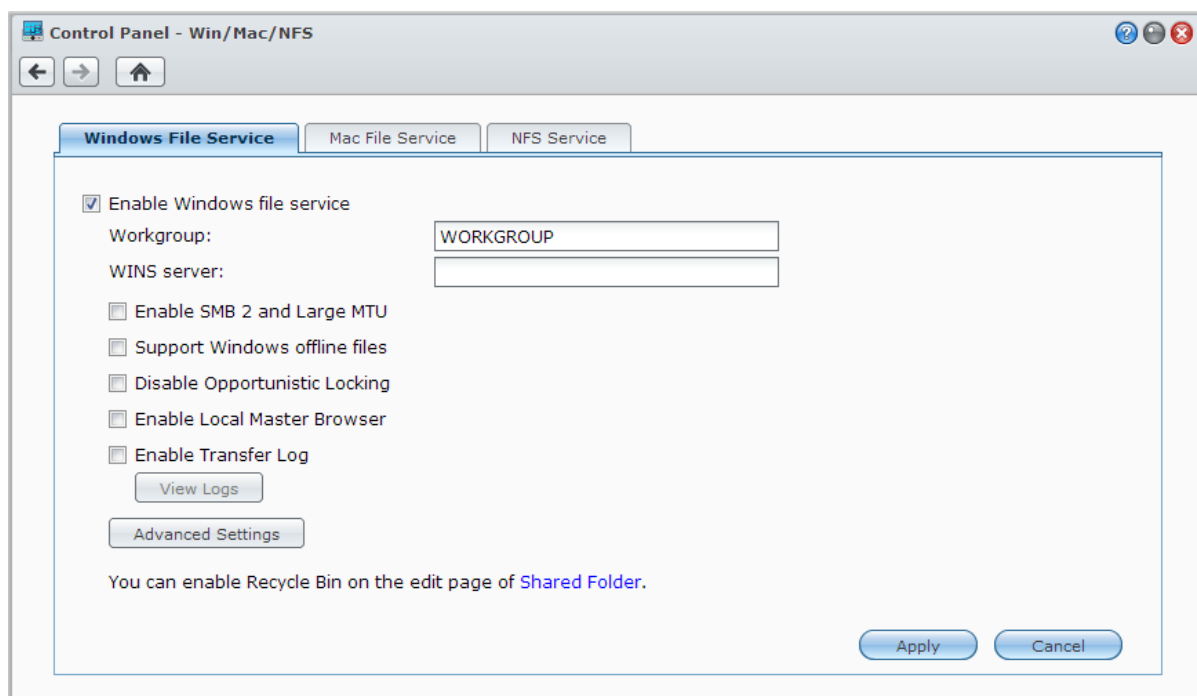 Control Panel - Win/Mac/NFS
Windows File Service Mac File Service NFS Service
Enable Windows file service
Workgroup: WORKGROUP
WINS server:
Enable SMB 2 and Large MTU
Support Windows offline files
Disable Opportunistic Locking
Enable Local Master Browser
Enable Transfer Log
View Logs
Advanced Settings
You can enable Recycle Bin on the edit page of Shared Folder.
Apply Cancel